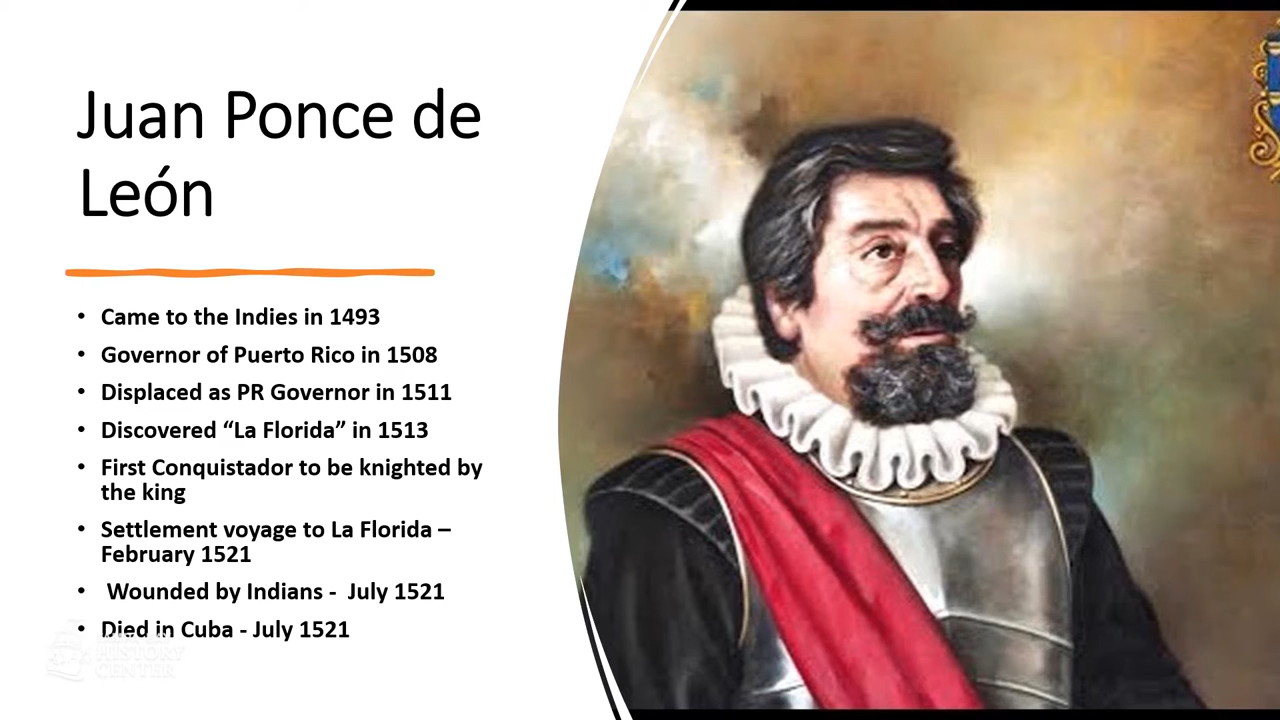 Juan Ponce de
León
• Came to the Indies in 1493
• Governor of Puerto Rico in 1508
• Displaced as PR Governor in 1511
• Discovered “La Florida” in 1513
• First Conquistador to be knighted by
the king
• Settlement voyage to La Florida –
February 1521
• Wounded by Indians - July 1521
• Died in Cuba - July 1521
HISTORY
CENTER